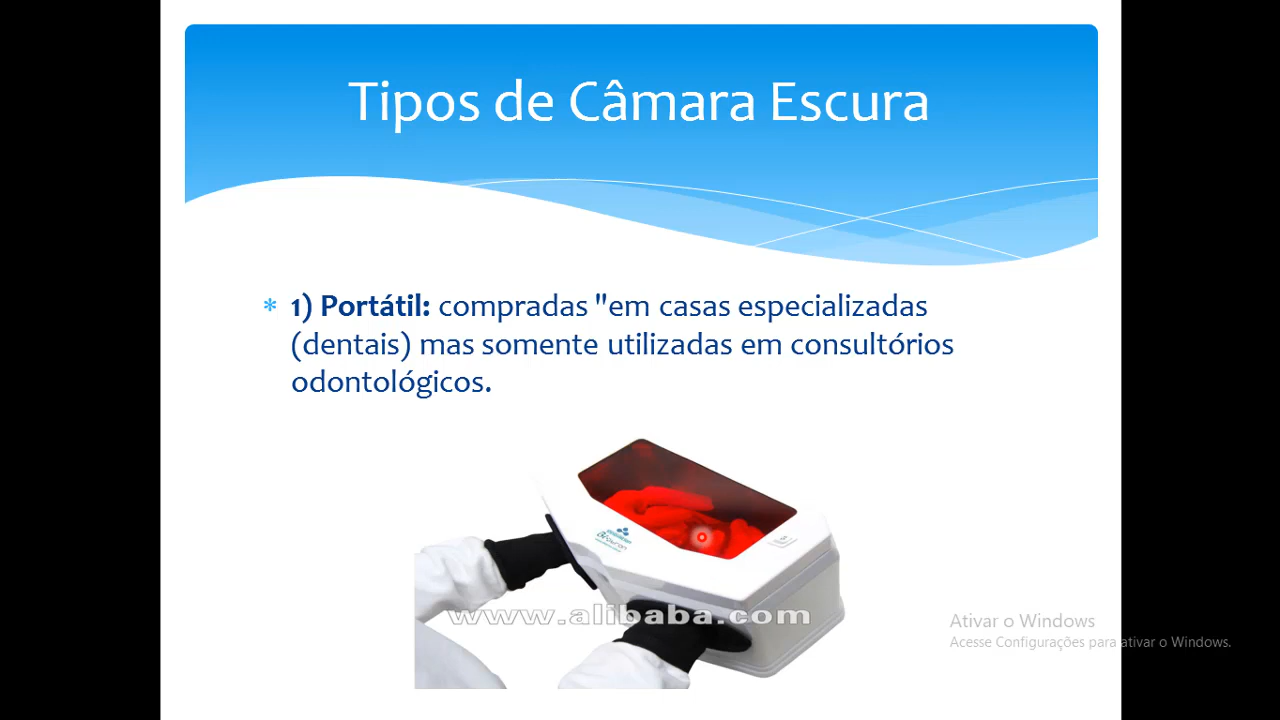 Tipos de Câmara Escura
1) Portátil: compradas "em casas especializadas
(dentais) mas somente utilizadas em consultórios
odontológicos.
www.alibaba.com
Ativar o Windows
Acesse Configurações para ativar o Windows.